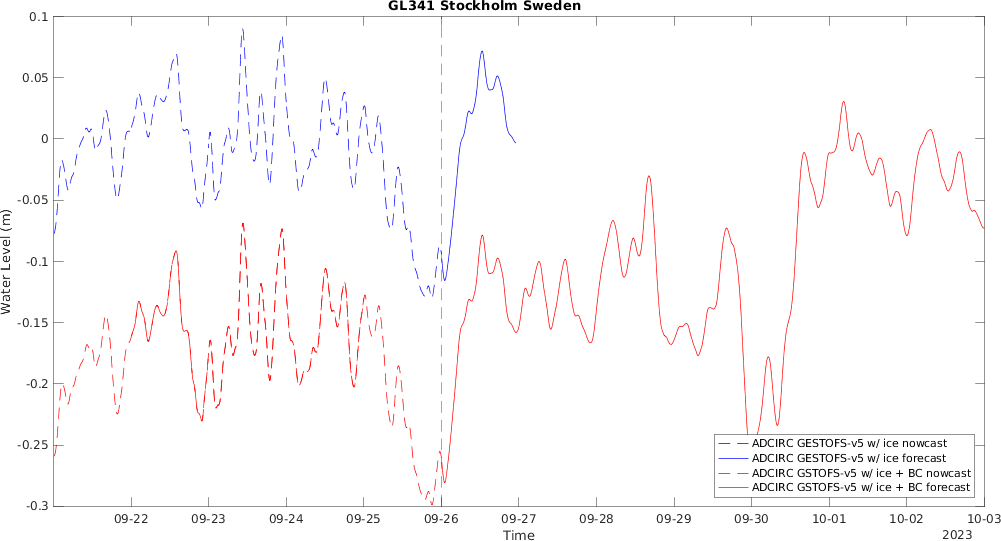 GL341 Stockholm Sweden
0.1
0.05
0
-0.05
-0.1
-0.15
-0.2
-0.25
-0.3
Water Level (m)
ADCIRC GESTOFS-v5 w/ ice nowcast
ADCIRC GESTOFS-v5 w/ ice forecast
ADCIRC GSTOFS-v5 w/ ice + BC nowcast
ADCIRC GSTOFS-v5 w/ ice + BC forecast
09-22 09-23 09-24 09-25 09-26 09-27 09-28 09-29 09-30 10-01 10-02 10-03
Time
2023